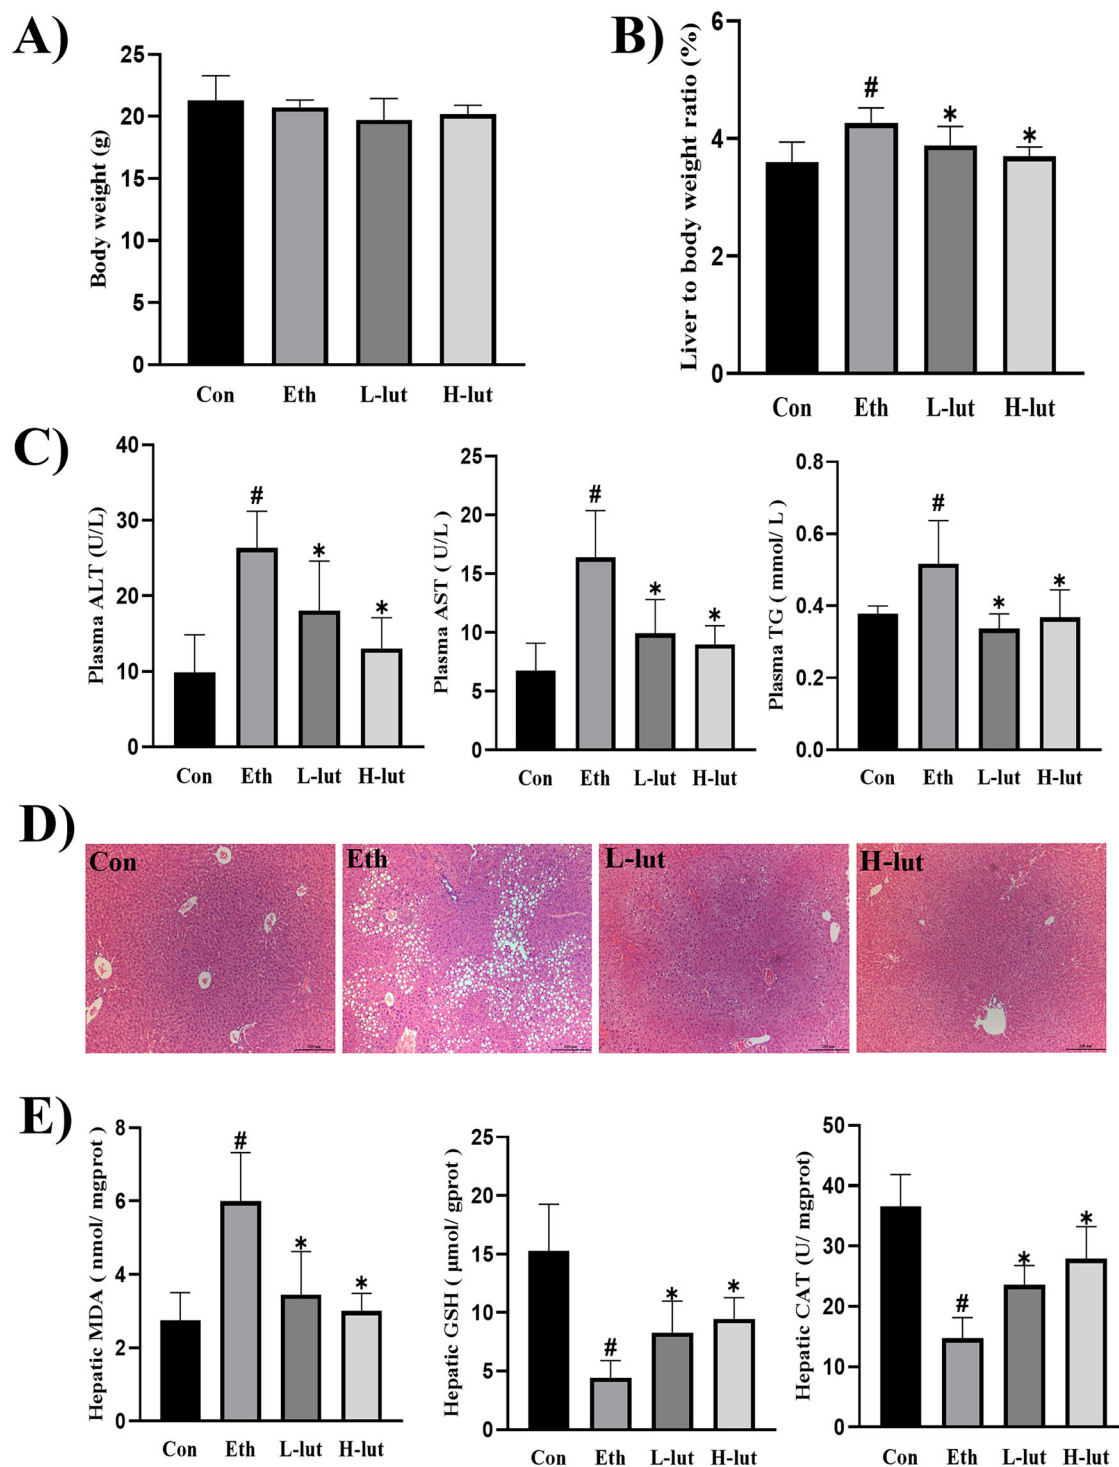 A)
Body weight (g)
25
20
15
10
5
0
Con Eth L-lut H-lut
B)
Liver to body weight ratio (%)
6
4
2
0
#
*
*
Con Eth L-lut H-lut
C)
Plasma ALT (U/L)
40
30
20
10
0
#
*
*
Con Eth L-lut H-lut
Plasma AST ( U/L )
25
20
15
10
5
0
#
*
*
Con Eth L-lut H-lut
Plasma TG ( mmol/ L )
0.8
0.6
0.4
0.2
0.0
#
*
*
Con Eth L-lut H-lut
D)
Con
Eth
L-lut
H-lut
E)
Hepatic MDA ( nmol/ mgprot )
8
6
4
2
0
#
*
*
Con Eth L-lut H-lut
Hepatic GSH ( μmol/ gprot )
25
20
15
10
5
0
#
*
*
Con Eth L-lut H-lut
Hepatic CAT (U/ mgprot)
50
40
30
20
10
0
#
*
*
Con Eth L-lut H-lut